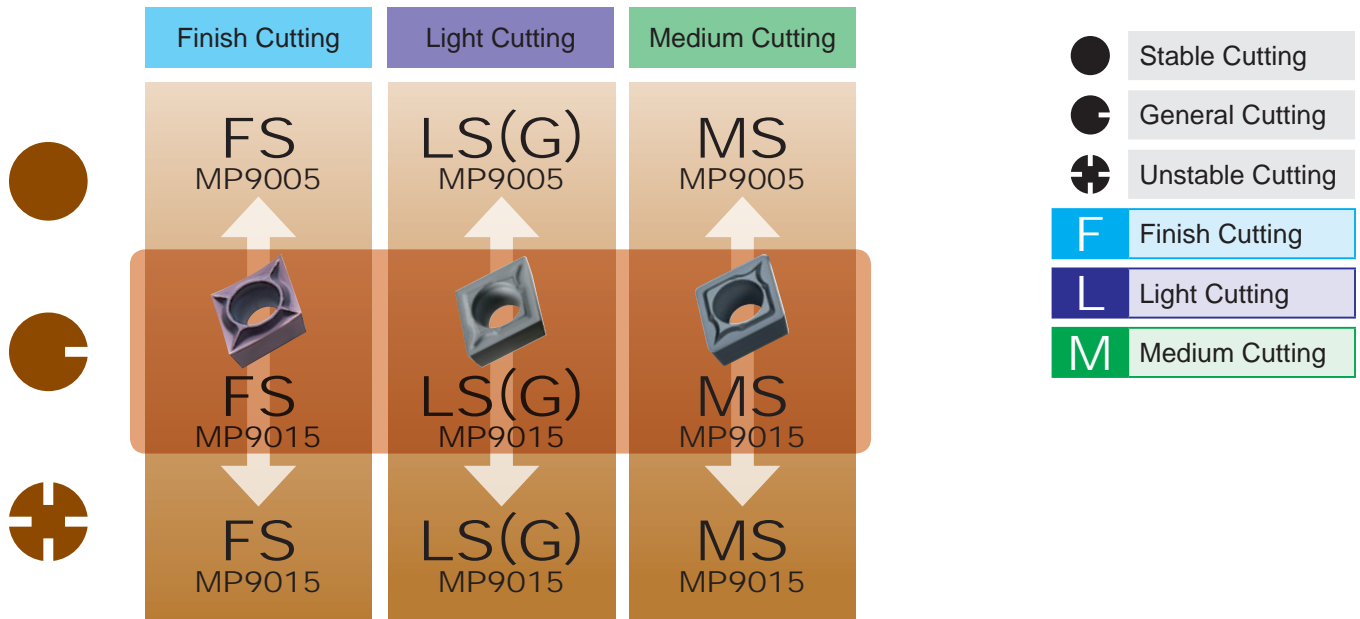 Finish Cutting
Light Cutting
Medium Cutting
FS
MP9005
LS(G)
MP9005
MS
MP9005
FS
MP9015
LS(G)
MP9015
MS
MP9015
FS
MP9015
LS(G)
MP9015
MS
MP9015
Stable Cutting
General Cutting
Unstable Cutting
F Finish Cutting
L Light Cutting
M Medium Cutting